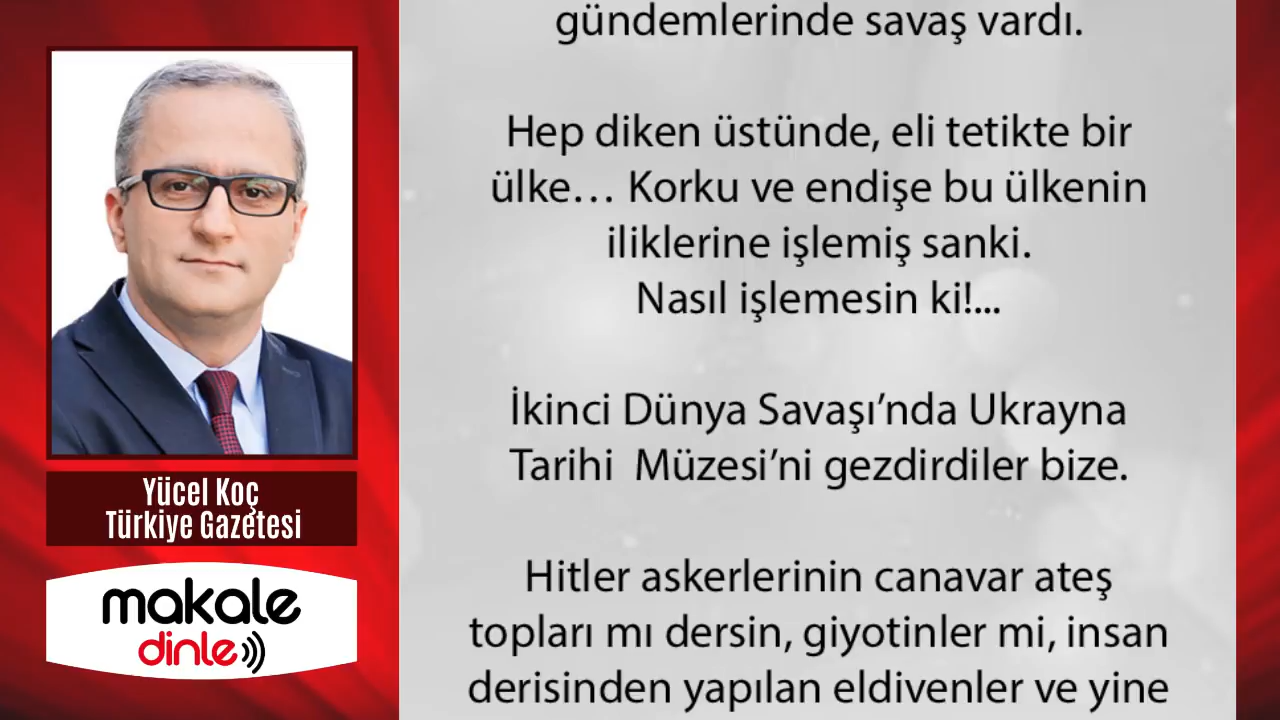 Yücel Koç
Türkiye Gazetesi
makale
dinle
gündemlerinde savaş vardı.
Hep diken üstünde, eli tetikte bir
ülke… Korku ve endişe bu ülkenin
iliklerine işlemiş sanki.
Nasıl işlemesin ki!...
İkinci Dünya Savaşı’nda Ukrayna
Tarihi  Müzesi’ni gezdirdiler bize.
Hitler askerlerinin canavar ateş
topları mı dersin, giyotinler mi, insan
derisinden yapılan eldivenler ve yine